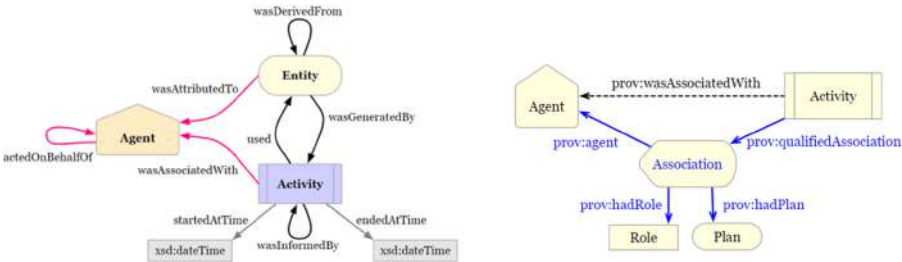 wasDerivedFrom
Entity
wasAttributedTo
wasGeneratedBy
used
Agent
actedOnBehalfOf
wasAssociatedWith
Activity
startedAtTime
endedAtTime
wasInformedBy
xsd:dateTime
xsd:dateTime
prov:wasAssociatedWith
Agent
Activity
prov:agent
prov:qualifiedAssociation
Association
prov:hadRole
prov:hadPlan
Role
Plan